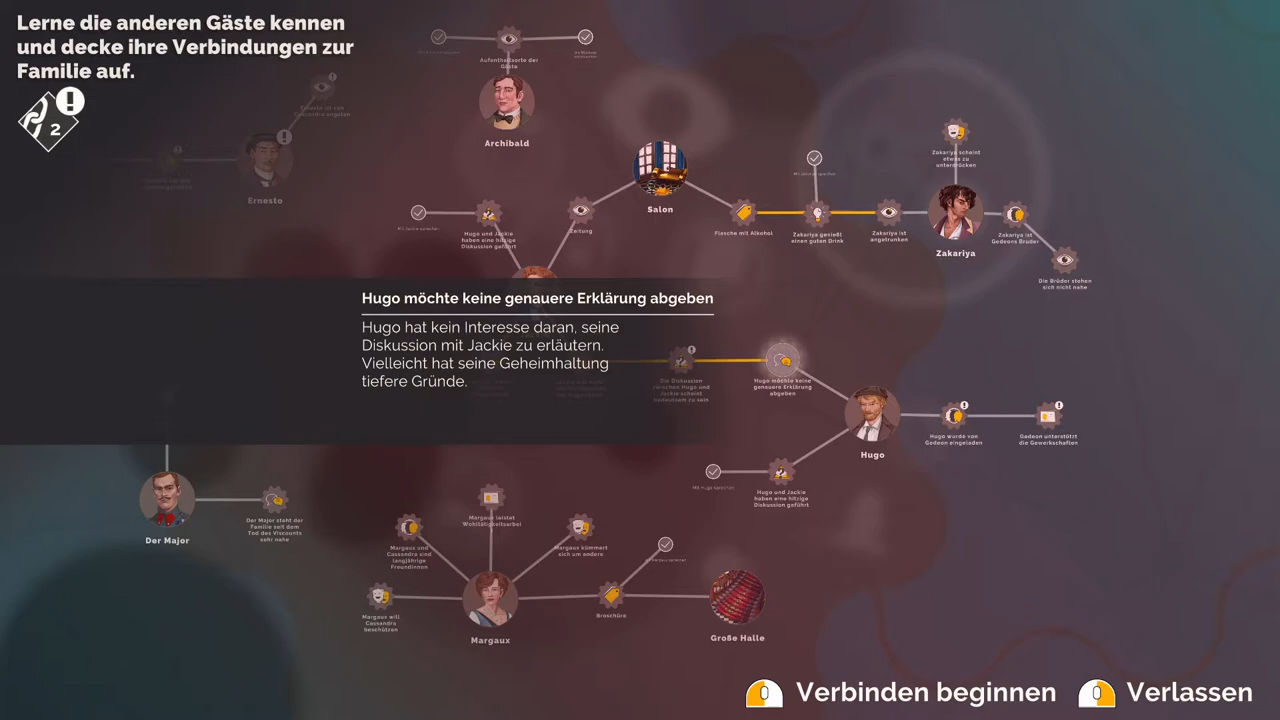 Lerne die anderen Gäste kennen
und decke ihre Verbindungen zur
Familie auf.
2
Aufenthaltsorte der
Gäste
Archibald
Ernesto
Salon
Hugo und Jackie
haben eine hitzige
Diskussion geführt
Zeitung
Flasche mit Alkohol
Zakariya genießt
einen guten Drink
Zakariya ist
angetrunken
Zakariya scheint
etwas zu
unterdrücken
Zakariya
Zakariya ist
Gedeons Bruder
Die Brüder stehen
sich nicht nahe
Hugo möchte keine genauere Erklärung abgeben
Hugo hat kein Interesse daran, seine
Diskussion mit Jackie zu erläutern.
Vielleicht hat seine Geheimhaltung
tiefere Gründe.
Die Diskussion
zwischen Hugo und
Jackie scheint
bedeutsam zu sein
Hugo möchte keine
genauere Erklärung
abgeben
Hugo
Hugo wurde von
Gedeon eingeladen
Gedeon unterstützt
die Gewerkschaften
Mit Hugo sprechen
Hugo und Jackie
haben eine hitzige
Diskussion geführt
Der Major
Der Major steht der
Familie seit dem
Tod des Viscounts
sehr nahe
Margaux leistet
Wohltätigkeitsarbei
Margaux und
Cassandra sind
langjährige
Freundinnen
Margaux kümmert
sich um andere
Margaux will
Cassandra
beschützen
Margaux
Broschüre
Große Halle
Verbinden beginnen
Verlassen